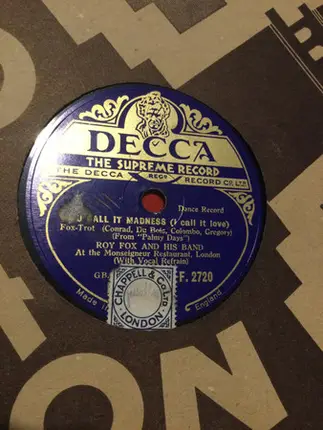 DECCA
THE SUPREME RECORD
THE DECCA REGD RECORD CO. LTD.
Dance Record
U CALL IT MADNESS (I call it love)
Fox-Trot (Conrad, Du Bois, Columbo, Gregory)
(From "Palmy Days")
ROY FOX AND HIS BAND
At the Monseigneur Restaurant, London
(With Vocal Refrain)
F. 2720
Made
England
CHAPPELL & Co Ltd
LONDON
ON